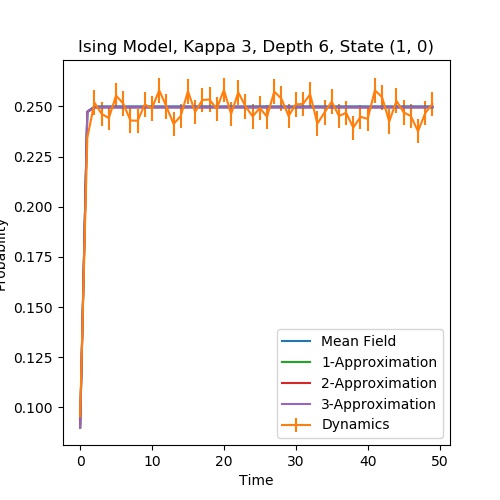 Ising Model, Kappa 3, Depth 6, State (1, 0)
0.250
0.225
0.200
0.175
0.150
0.125
0.100
Probability
Mean Field
1-Approximation
2-Approximation
3-Approximation
Dynamics
0 10 20 30 40 50
Time